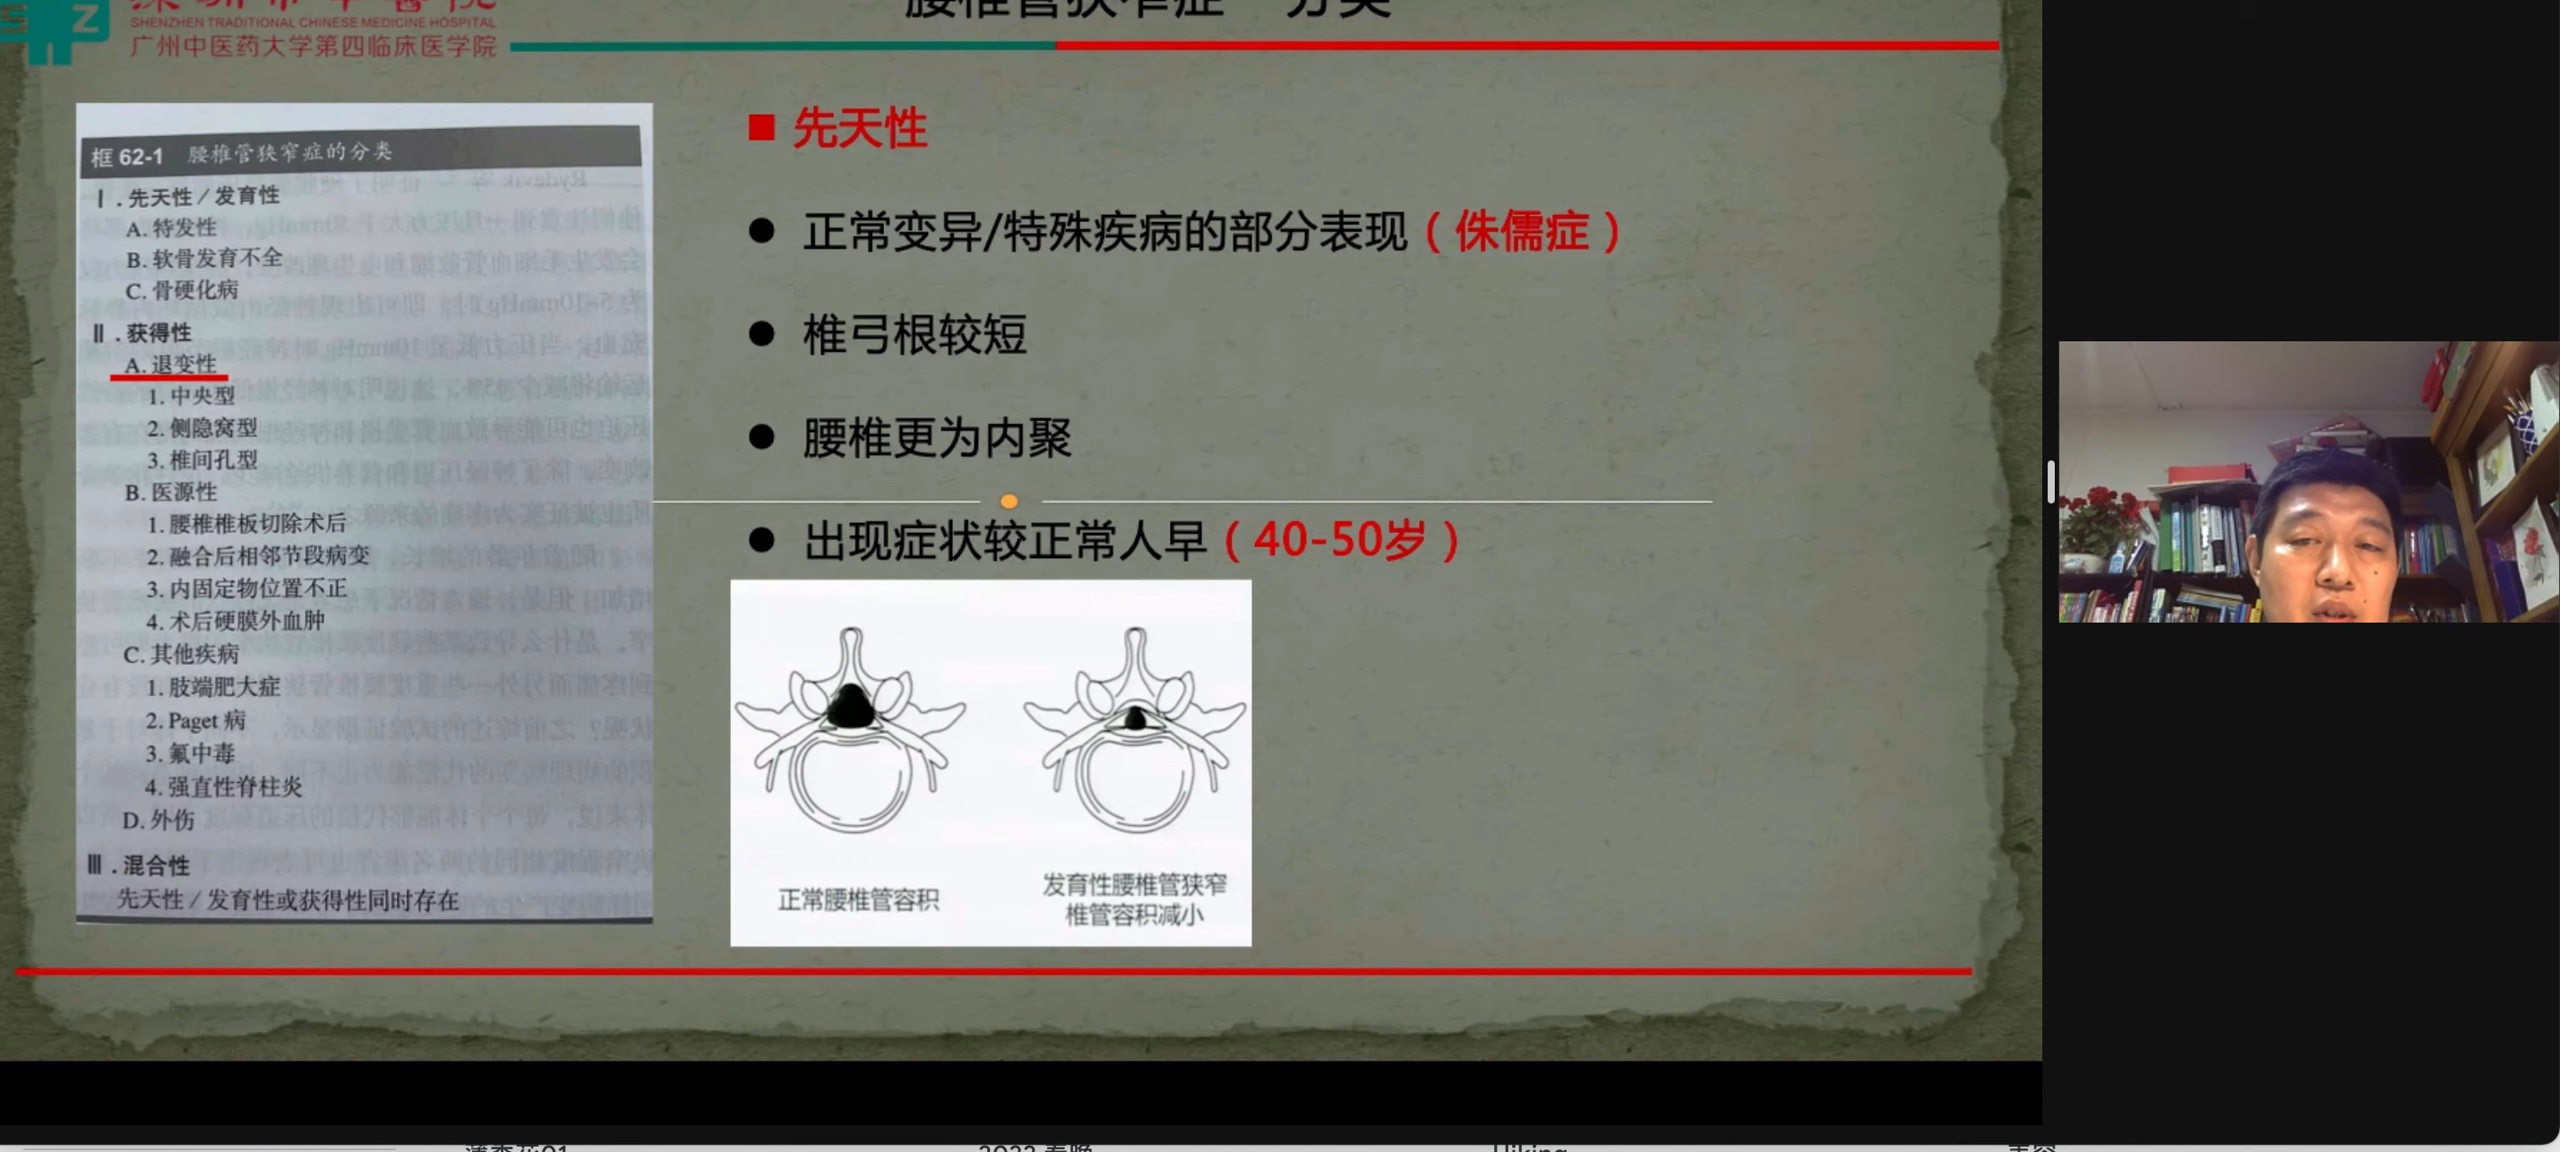 SHENZHEN TRADITIONAL CHINESE MEDICINE HOSPITAL
广州中医药大学第四临床医学院
腰椎管狭窄症 分类
框 62-1 腰椎管狭窄症的分类
Ⅰ.先天性/发育性
A.特发性
B.软骨发育不全
C.骨硬化病
Ⅱ.获得性
A.退变性
1.中央型
2.侧隐窝型
3.椎间孔型
B.医源性
1.腰椎椎板切除术后
2.融合后相邻节段病变
3.内固定物位置不正
4.术后硬膜外血肿
C.其他疾病
1.肢端肥大症
2.Paget 病
3.氟中毒
4.强直性脊柱炎
D.外伤
Ⅲ.混合性
先天性/发育性或获得性同时存在
先天性
正常变异/特殊疾病的部分表现（侏儒症）
椎弓根较短
腰椎更为内聚
出现症状较正常人早（40-50岁）
正常腰椎管容积
发育性腰椎管狭窄
椎管容积减小